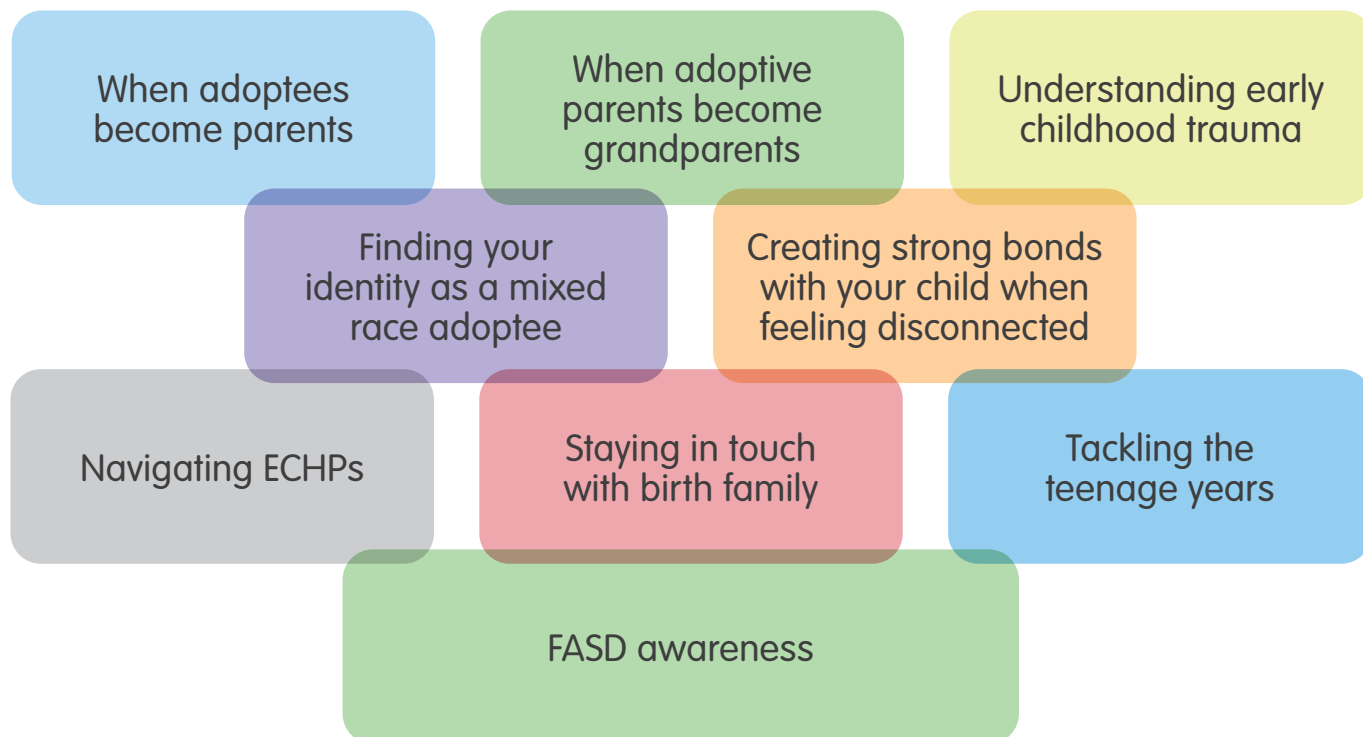 When adoptees
become parents
When adoptive
parents become
grandparents
Understanding early
childhood trauma
Finding your
identity as a mixed
race adoptee
Creating strong bonds
with your child when
feeling disconnected
Navigating ECHPs
Staying in touch
with birth family
Tackling the
teenage years
FASD awareness